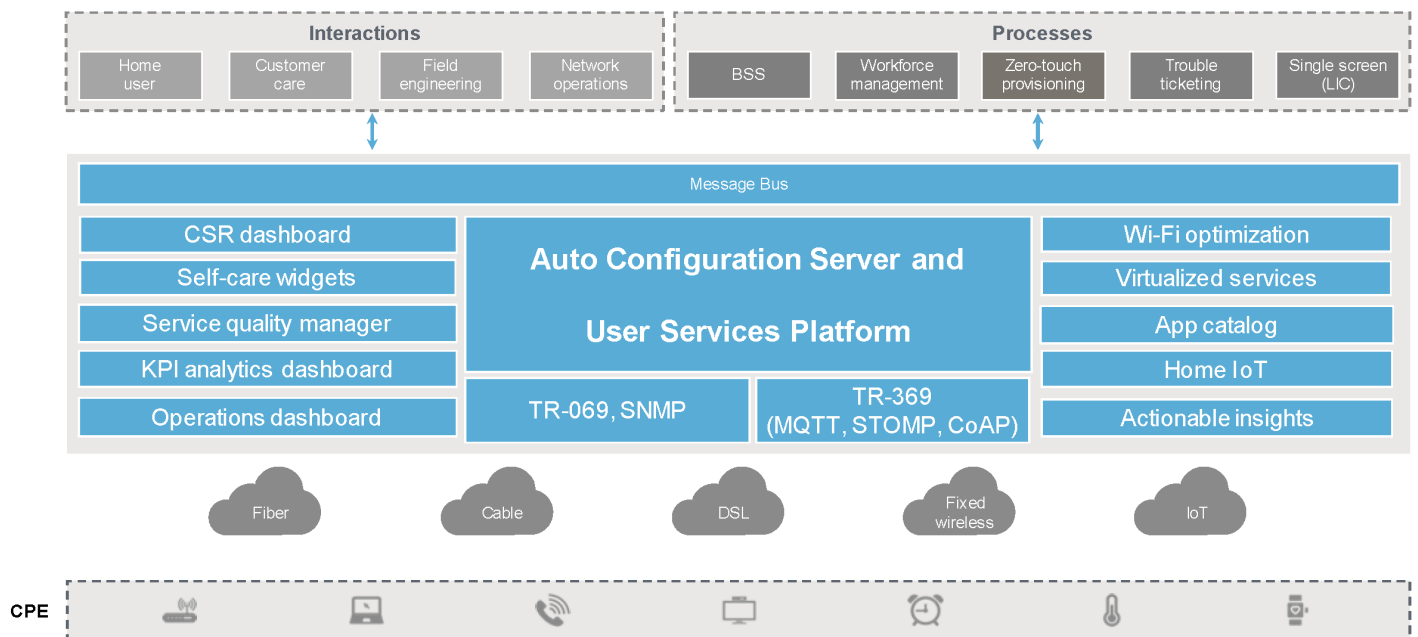 Interactions
Home
user
Customer
care
Field
engineering
Network
operations
Processes
BSS
Workforce
management
Zero-touch
provisioning
Trouble
ticketing
Single screen
(LIC)
Message Bus
CSR dashboard
Self-care widgets
Service quality manager
KPI analytics dashboard
Operations dashboard
Auto Configuration Server and
User Services Platform
TR-069, SNMP
TR-369
(MQTT, STOMP, CoAP)
Wi-Fi optimization
Virtualized services
App catalog
Home IoT
Actionable insights
Fiber
Cable
DSL
Fixed
wireless
IoT
CPE